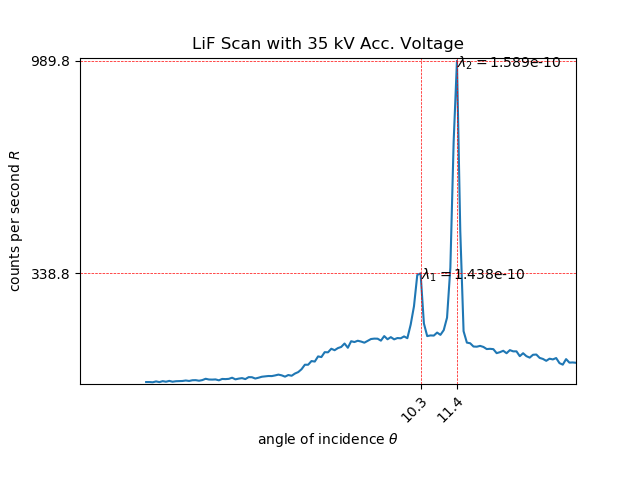 LiF Scan with 35 kV Acc. Voltage
989.8
λ₂ = 1.589e-10
counts per second R
338.8
λ₁ = 1.438e-10
10.3
11.4
angle of incidence θ